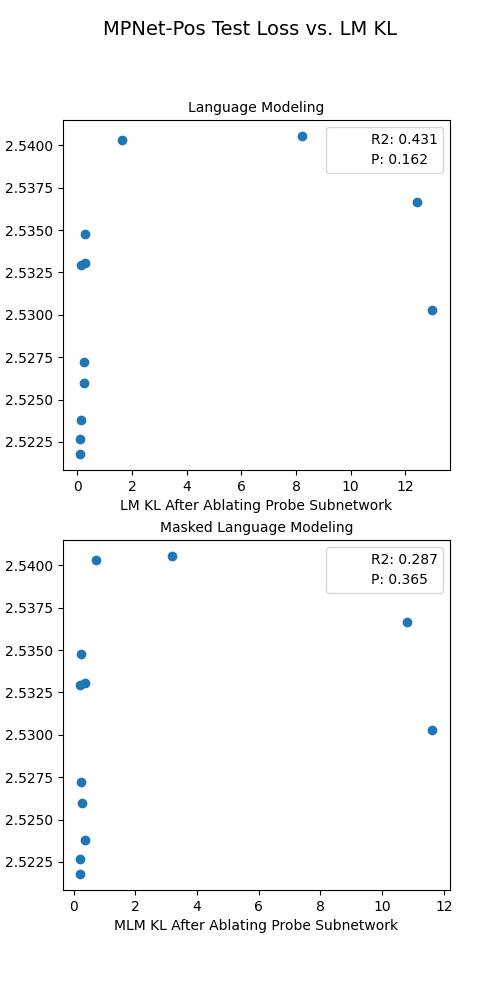 MPNet-Pos Test Loss vs. LM KL
Language Modeling
2.5400
2.5375
2.5350
2.5325
2.5300
2.5275
2.5250
2.5225
R2: 0.431
P: 0.162
0 2 4 6 8 10 12
LM KL After Ablating Probe Subnetwork
Masked Language Modeling
2.5400
2.5375
2.5350
2.5325
2.5300
2.5275
2.5250
2.5225
R2: 0.287
P: 0.365
0 2 4 6 8 10 12
MLM KL After Ablating Probe Subnetwork